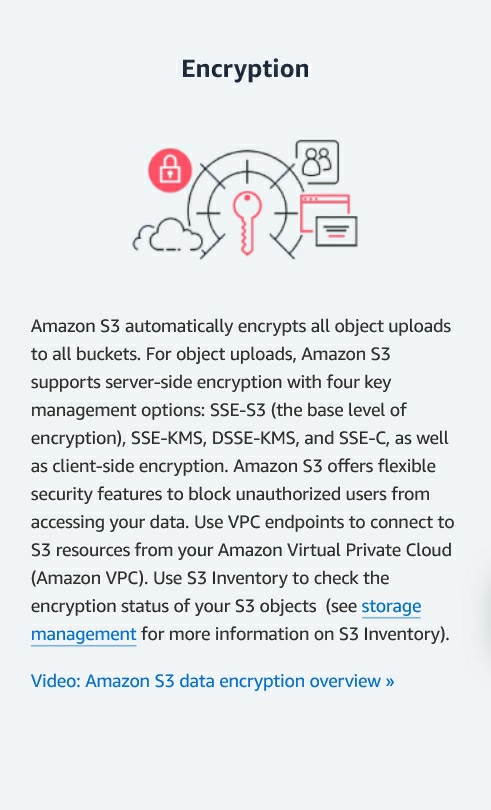 Encryption
Amazon S3 automatically encrypts all object uploads
to all buckets. For object uploads, Amazon S3
supports server-side encryption with four key
management options: SSE-S3 (the base level of
encryption), SSE-KMS, DSSE-KMS, and SSE-C, as well
as client-side encryption. Amazon S3 offers flexible
security features to block unauthorized users from
accessing your data. Use VPC endpoints to connect to
S3 resources from your Amazon Virtual Private Cloud
(Amazon VPC). Use S3 Inventory to check the
encryption status of your S3 objects (see storage
management for more information on S3 Inventory).
Video: Amazon S3 data encryption overview »